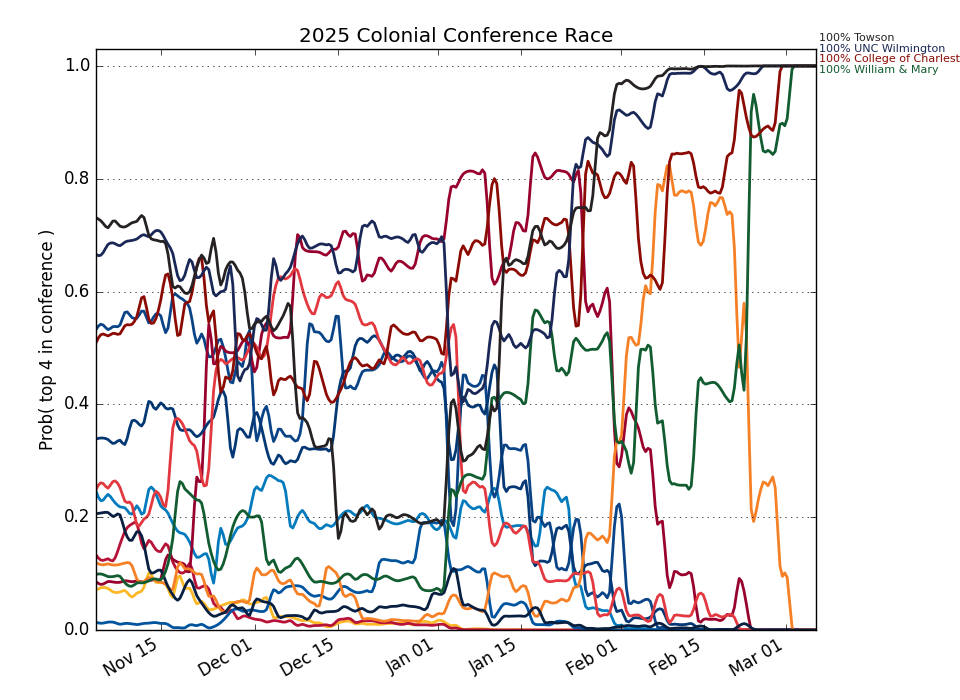 2025 Colonial Conference Race
100% Towson
100% UNC Wilmington
100% College of Charlest
100% William & Mary
Prob( top 4 in conference )
1.0
0.8
0.6
0.4
0.2
0.0
Nov 15
Dec 01
Dec 15
Jan 01
Jan 15
Feb 01
Feb 15
Mar 01